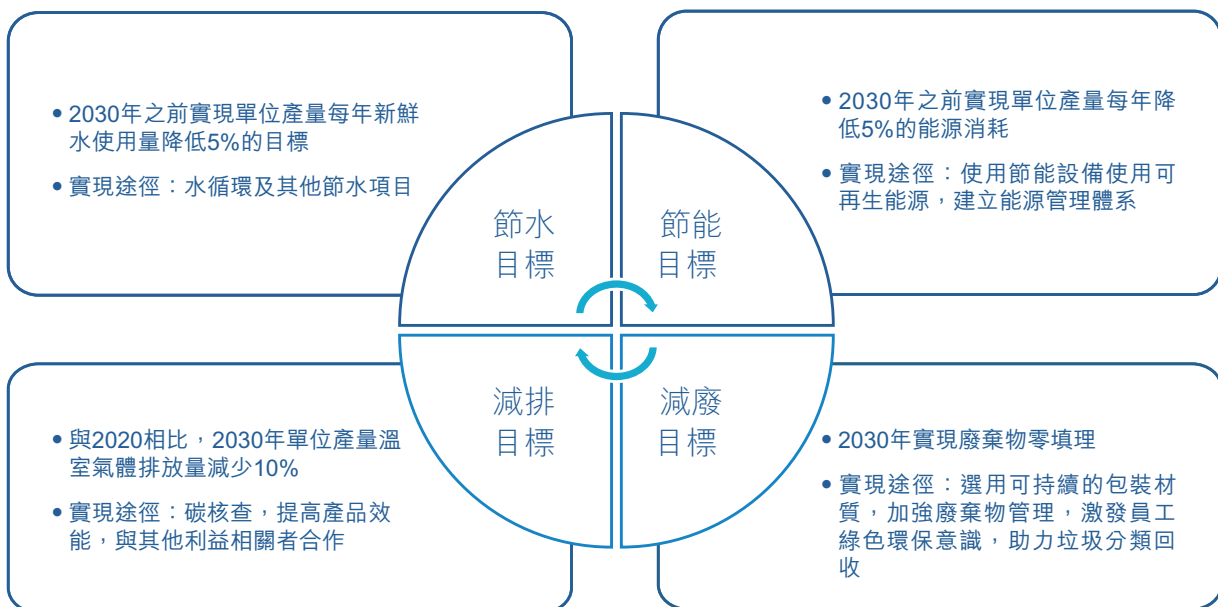 • 2030年之前實現單位產量每年新鮮
水使用量降低5%的目標
• 實現途徑：水循環及其他節水項目
• 2030年之前實現單位產量每年降
低5%的能源消耗
• 實現途徑：使用節能設備使用可
再生能源，建立能源管理體系
節水
目標
節能
目標
減排
目標
減廢
目標
• 與2020相比，2030年單位產量溫
室氣體排放量減少10%
• 實現途徑：碳核查，提高產品效
能，與其他利益相關者合作
• 2030年實現廢棄物零填理
• 實現途徑：選用可持續的包裝材
質，加強廢棄物管理，激發員工
綠色環保意識，助力垃圾分類回
收